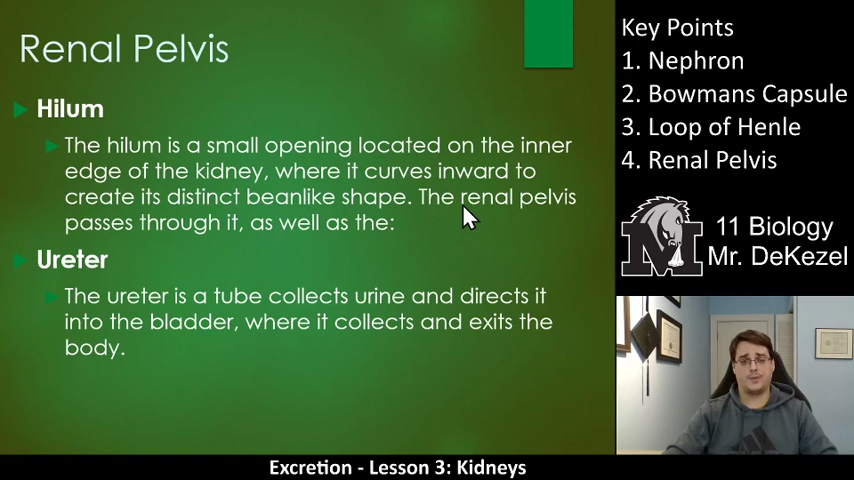 Renal Pelvis
Hilum
The hilum is a small opening located on the inner
edge of the kidney, where it curves inward to
create its distinct beanlike shape. The renal pelvis
passes through it, as well as the:
Ureter
The ureter is a tube collects urine and directs it
into the bladder, where it collects and exits the
body.
Key Points
1. Nephron
2. Bowmans Capsule
3. Loop of Henle
4. Renal Pelvis
M
11 Biology
Mr. DeKezel
Excretion - Lesson 3: Kidneys